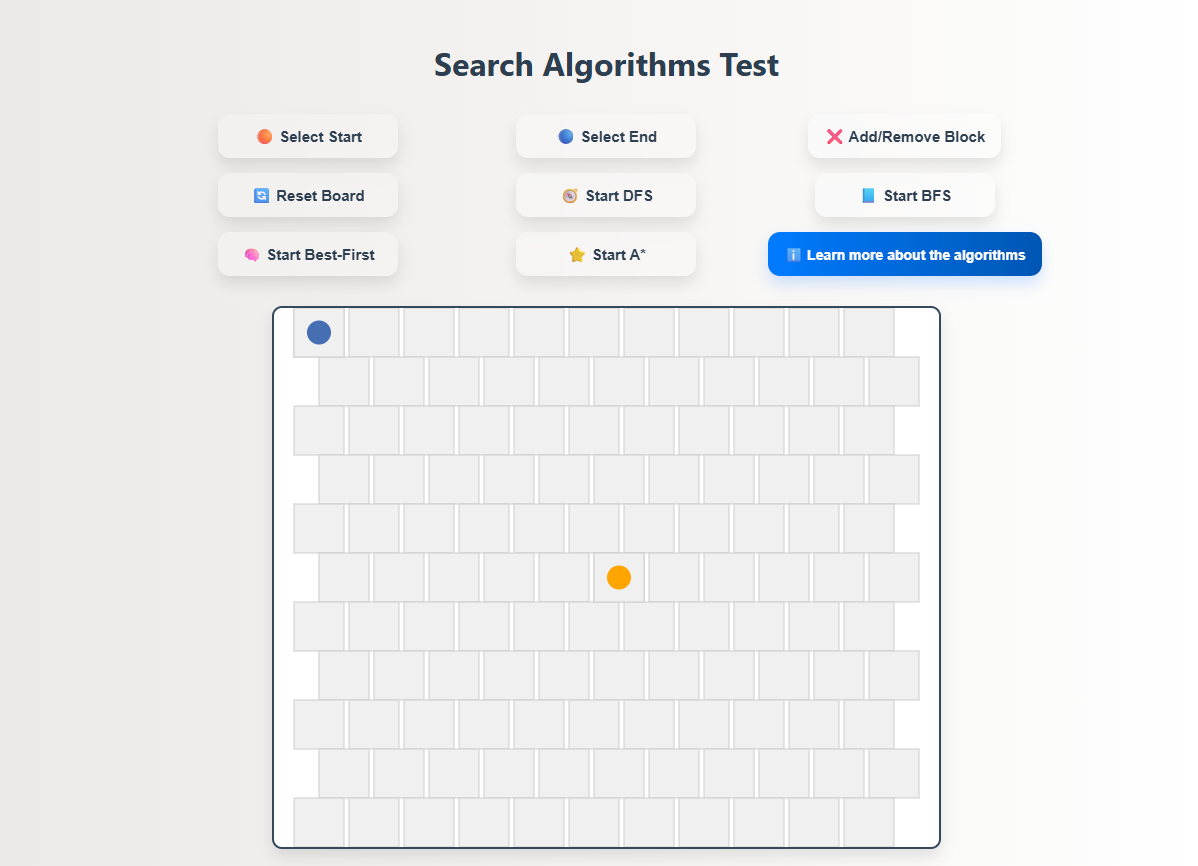 Search Algorithms Test
Select Start
Select End
Add/Remove Block
Reset Board
Start DFS
Start BFS
Start Best-First
Start A*
Learn more about the algorithms